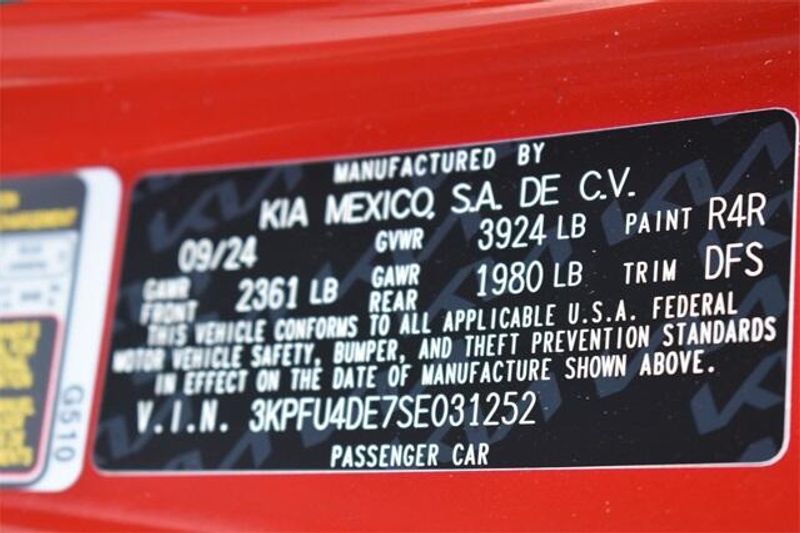 MANUFACTURED BY
KIA MEXICO, S.A. DE C.V.
09/24 GVWR 3924 LB PAINT R4R
GAWR FRONT 2361 LB GAWR REAR 1980 LB TRIM DFS
THIS VEHICLE CONFORMS TO ALL APPLICABLE U.S.A. FEDERAL
MOTOR VEHICLE SAFETY, BUMPER, AND THEFT PREVENTION STANDARDS
IN EFFECT ON THE DATE OF MANUFACTURE SHOWN ABOVE.
V.I.N. 3KPFU4DE7SE031252
PASSENGER CAR
G510